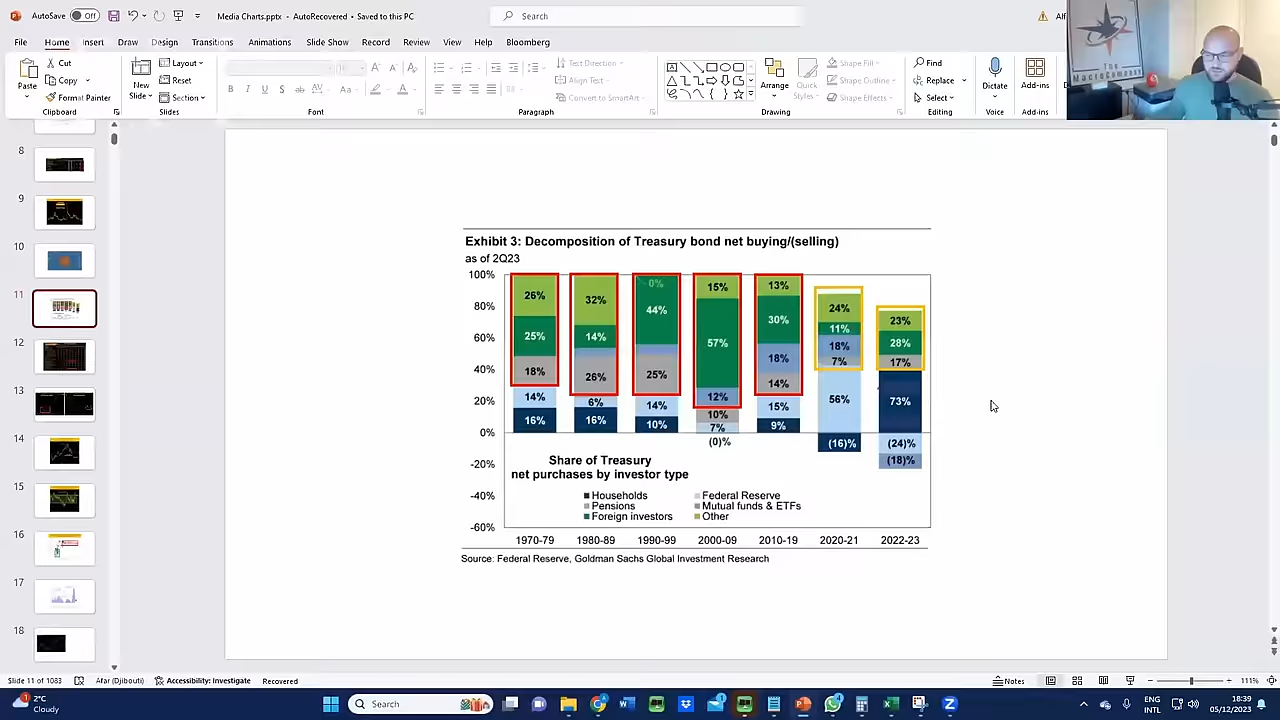 AutoSave Off Media Charts.pptx - AutoRecovered - Saved to this PC Search Alf
File Home Insert Draw Design Transitions Animations Slide Show Record Review View Help Bloomberg
Paste Cut Copy Format Painter
Clipboard
New Slide Layout Reset Section
Slides
B I U S ab AV Aa A
Font
Text Direction Align Text Convert to SmartArt
Paragraph
Arrange Quick Styles Shape Fill Shape Outline Shape Effects
Drawing
Find Replace Select
Editing
Dictate
Voice
Add-ins
Add-ins
The
MacroCompass
8
9
10
11
12
13
14
15
16
17
18
Exhibit 3: Decomposition of Treasury bond net buying/(selling)
as of 2Q23
100%
80%
60%
40%
20%
0%
-20%
-40%
-60%
26% 25% 18% 14% 16%
32% 14% 26% 6% 16%
0% 44% 25% 14% 10%
15% 57% 12% 10% 7% (0)%
13% 30% 18% 14% 15% 9%
24% 11% 18% 7% 56% (16)%
23% 28% 17% 73% (24)% (18)%
Share of Treasury
net purchases by investor type
Households Federal Reserve
Pensions Mutual funds & ETFs
Foreign investors Other
1970-79 1980-89 1990-99 2000-09 2010-19 2020-21 2022-23
Source: Federal Reserve, Goldman Sachs Global Investment Research
Slide 11 of 1083 Afar (Djibouti) Accessibility: Investigate Recovered Notes 111%
2°C
Cloudy
Search
ENG
INTL
18:39
05/12/2023